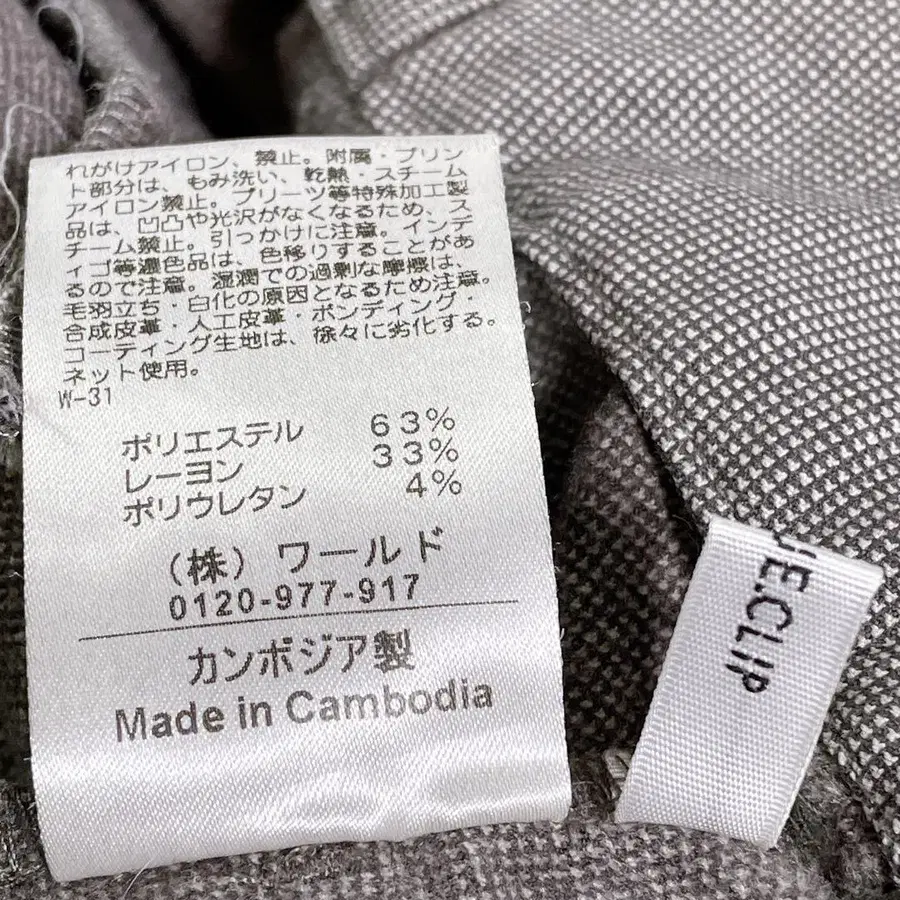 れがけアイロン、禁止。附属・プリン
ト部分は、もみ洗い、乾熱・スチーム
アイロン禁止。プリーツ等特殊加工製
品は、凹凸や光沢がなくなるため、ス
チーム禁止。引っかけに注意。インデ
ィゴ等濃色品は、色移りすることがあ
るので注意。湿潤での過剰な摩擦は、
毛羽立ち・白化の原因となるため注意。
合成皮革・人工皮革・ボンディング・
コーティング生地は、徐々に劣化する。
ネット使用。
W-31
ポリエステル 63%
レーヨン 33%
ポリウレタン 4%
(株) ワールド
0120-977-917
カンボジア製
Made in Cambodia
E.CLIP